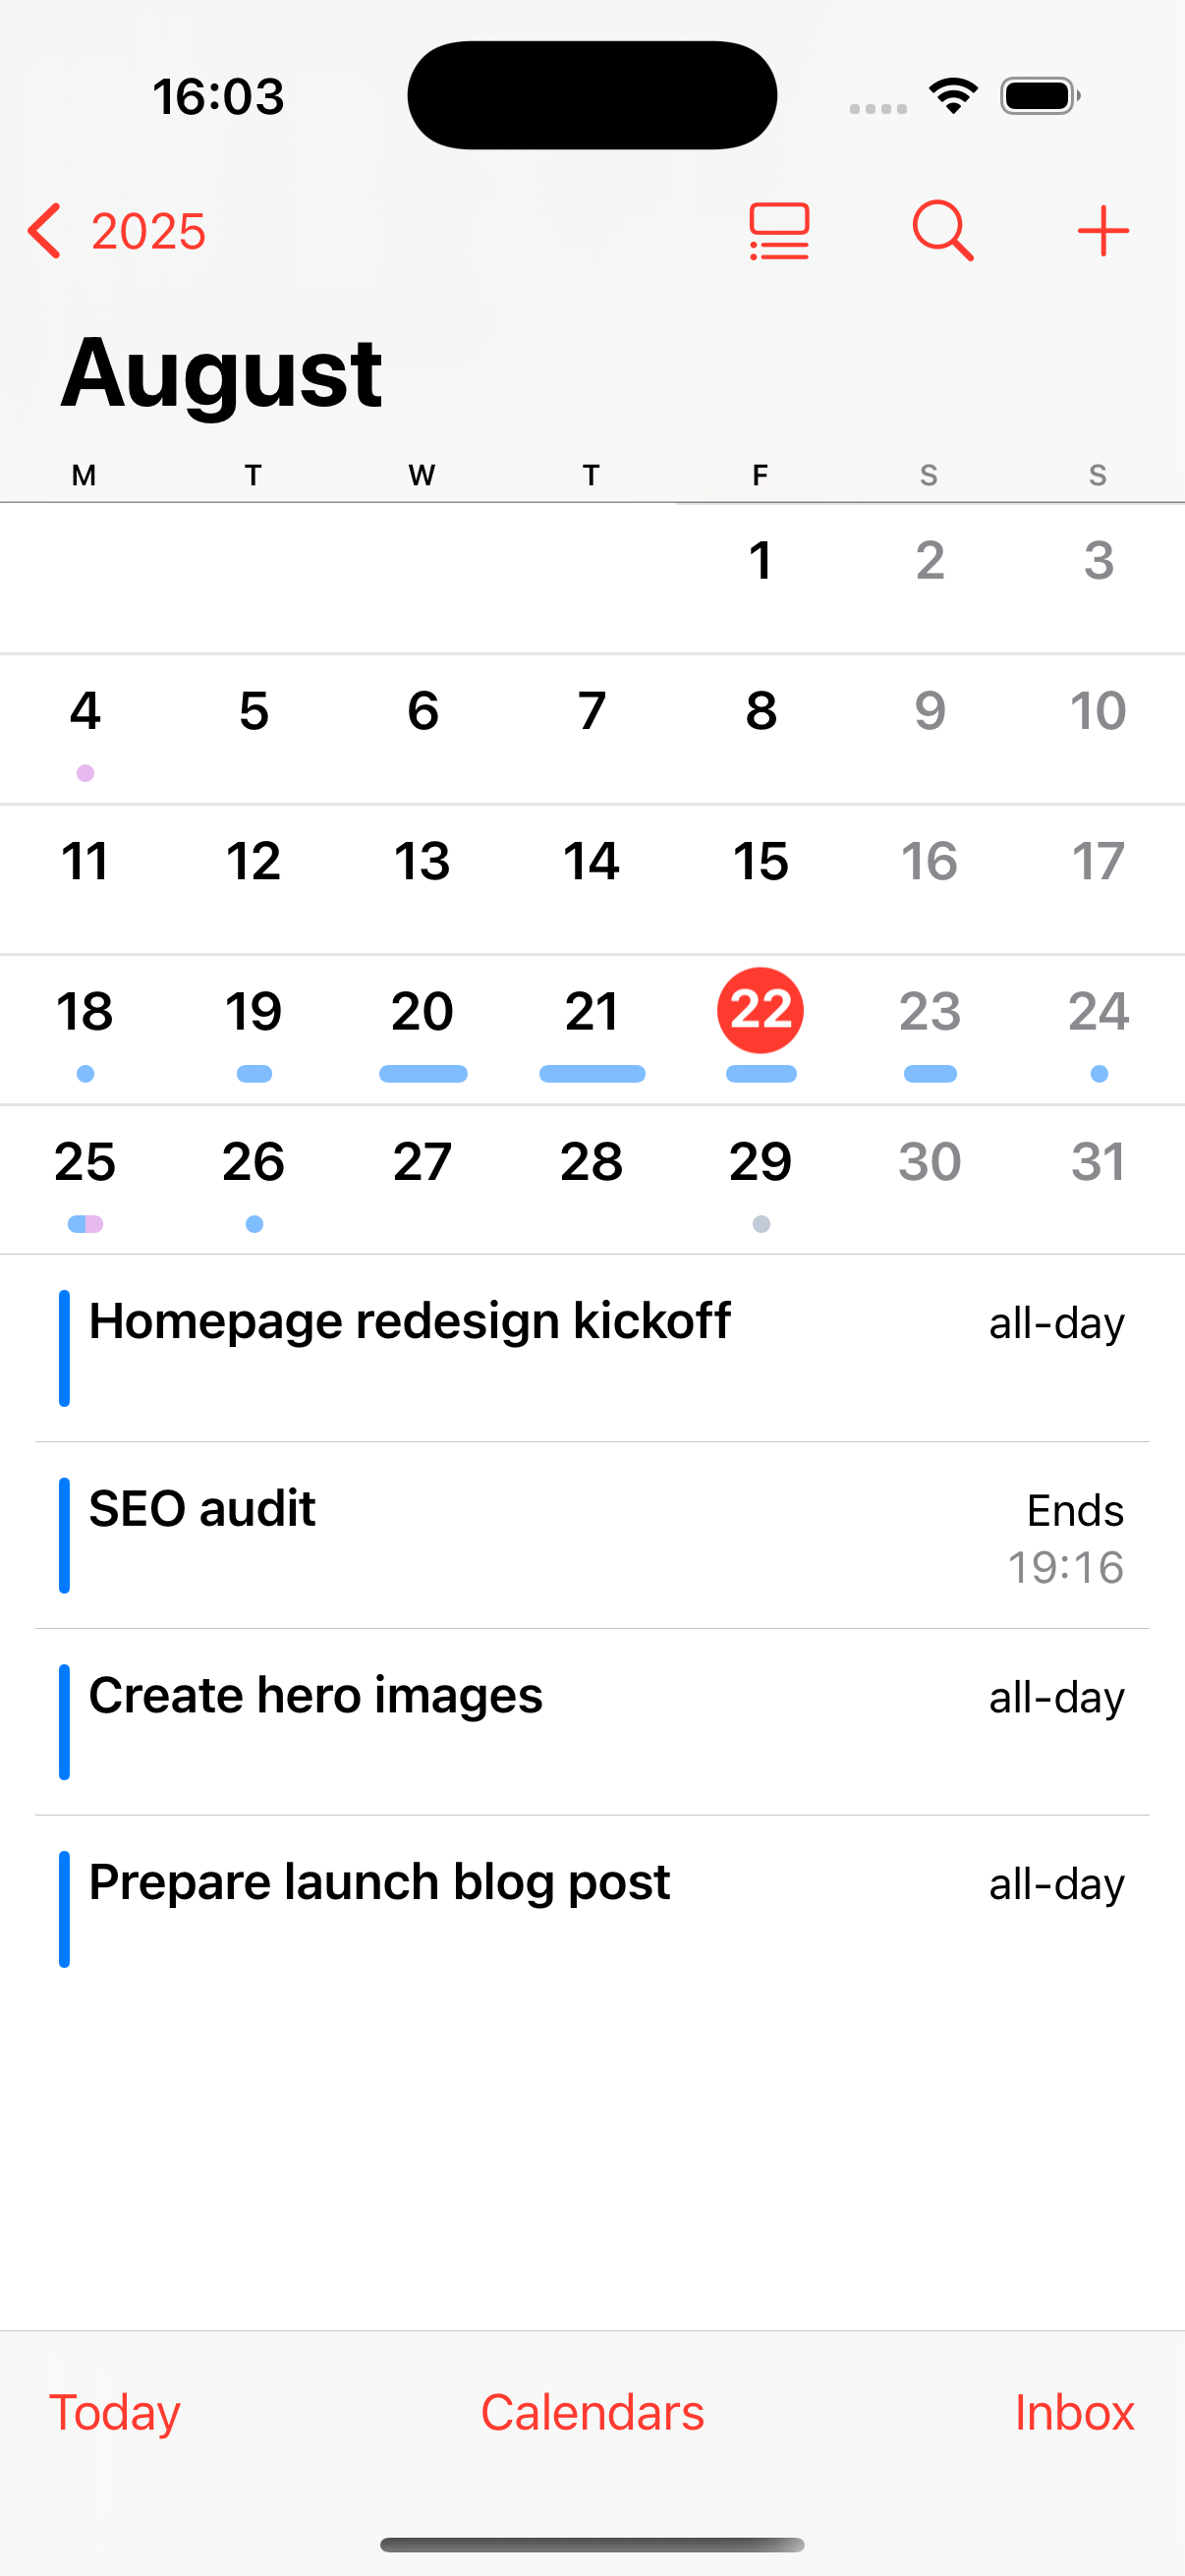 16:03
2025
August
M T W T F S S
1 2 3
4 5 6 7 8 9 10
11 12 13 14 15 16 17
18 19 20 21 22 23 24
25 26 27 28 29 30 31
Homepage redesign kickoff all-day
SEO audit Ends
19:16
Create hero images all-day
Prepare launch blog post all-day
Today Calendars Inbox